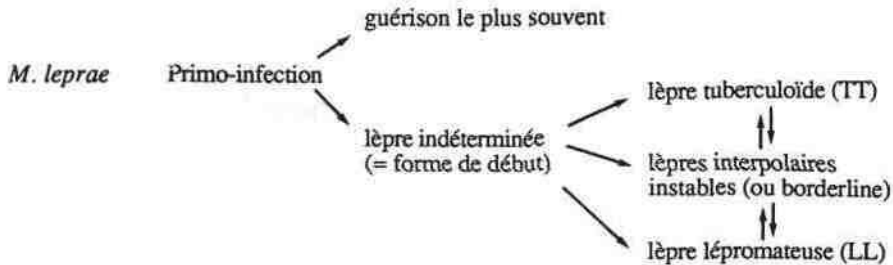 guérison le plus souvent
M. leprae Primo-infection
lèpre tuberculoïde (TT)
lèpre indéterminée
(= forme de début)
lèpres interpolaires
instables (ou borderline)
lèpre lépromateuse (LL)